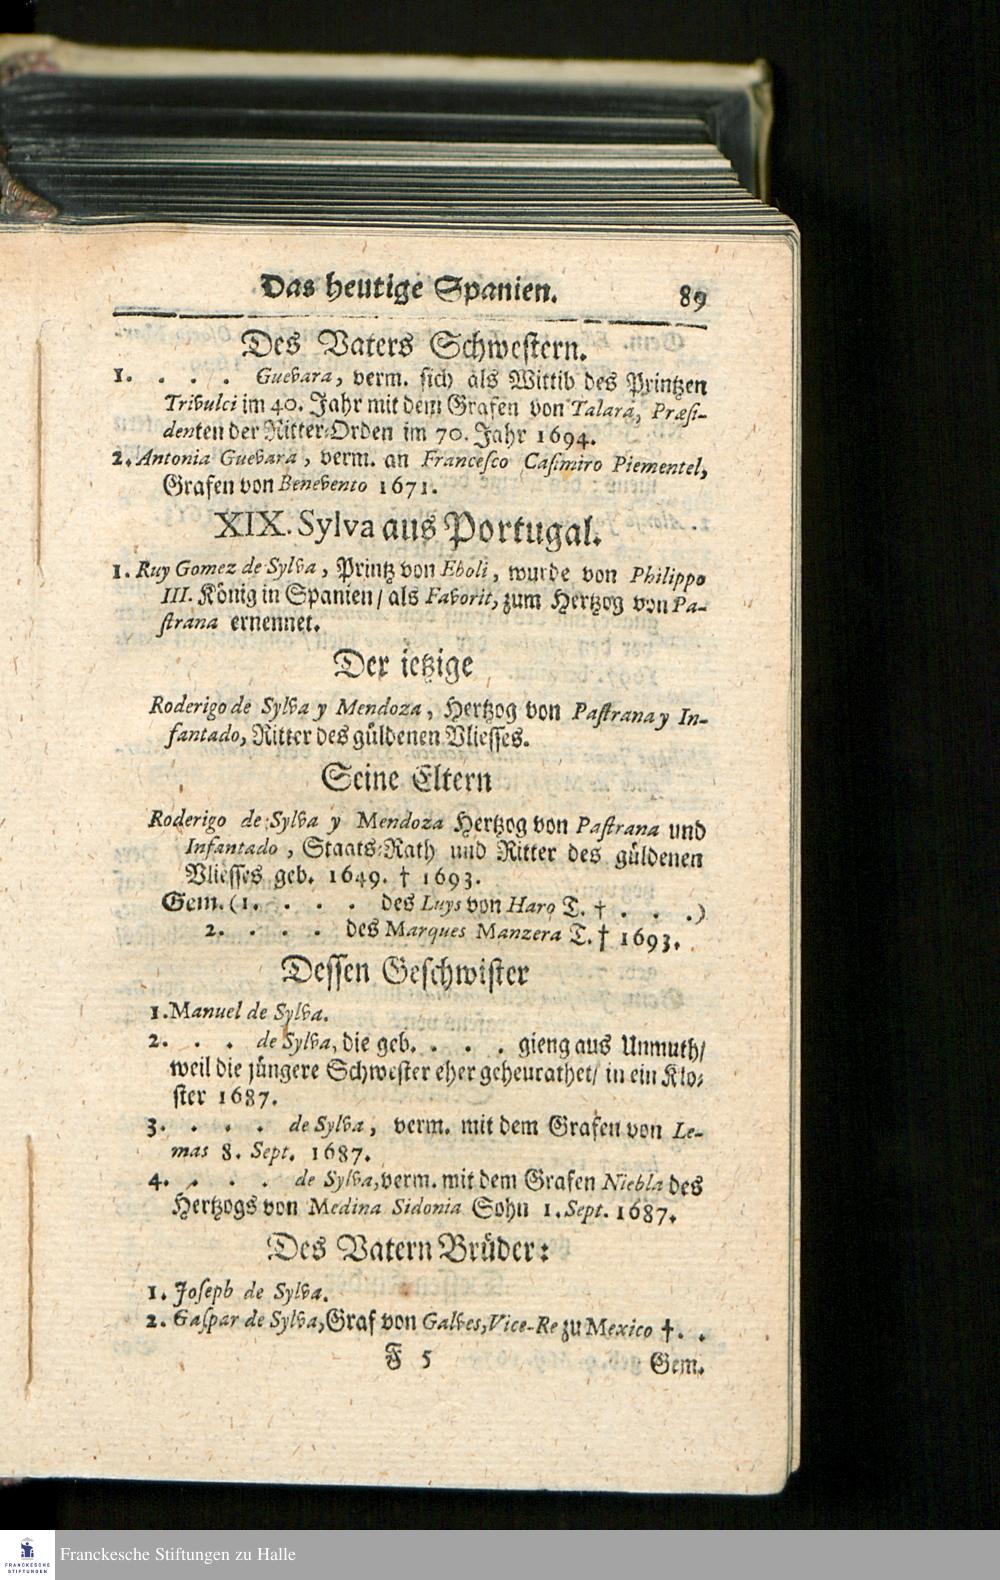 Das heutige Spanien. 89
Des Vaters Schwestern.
1. . . . . Guevara, verm. sich als Wittib des Printzen
Trivulci im 40. Jahr mit dem Grafen von Talara, Præsi-
denten der Ritter-Orden im 70. Jahr 1694.
2. Antonia Guevara, verm. an Francesco Casimiro Piementel,
Grafen von Benevento 1671.
XIX. Sylva aus Portugal.
1. Ruy Gomez de Sylva, Printz von Eboli, wurde von Philippo
III. König in Spanien/ als Favorit, zum Hertzog von Pa-
strana ernennet.
Der ietzige
Roderigo de Sylva y Mendoza, Hertzog von Pastrana y In-
fantado, Ritter des güldenen Vliesses.
Seine Eltern
Roderigo de Sylva y Mendoza Hertzog von Pastrana und
Infantado, Staats-Rath und Ritter des güldenen
Vliesses geb. 1649. † 1693.
Gem. (1. . . . . des Luys von Haro T. † . . .)
2. . . . . des Marques Manzera T. † 1693.
Dessen Geschwister
1. Manuel de Sylva.
2. . . . de Sylva, die geb. . . . . gieng aus Unmuth/
weil die jüngere Schwester eher geheurathet/ in ein Klo-
ster 1687.
3. . . . . de Sylva, verm. mit dem Grafen von Le-
mas 8. Sept. 1687.
4. . . . . de Sylva, verm. mit dem Grafen Niebla des
Hertzogs von Medina Sidonia Sohn 1. Sept. 1687.
Des Vatern Brüder:
1. Joseph de Sylva.
2. Gaspar de Sylva, Graf von Galves, Vice-Re zu Mexico †. .
F 5 Gem.
FRANCKESCHE STIFTUNGEN
Franckesche Stiftungen zu Halle